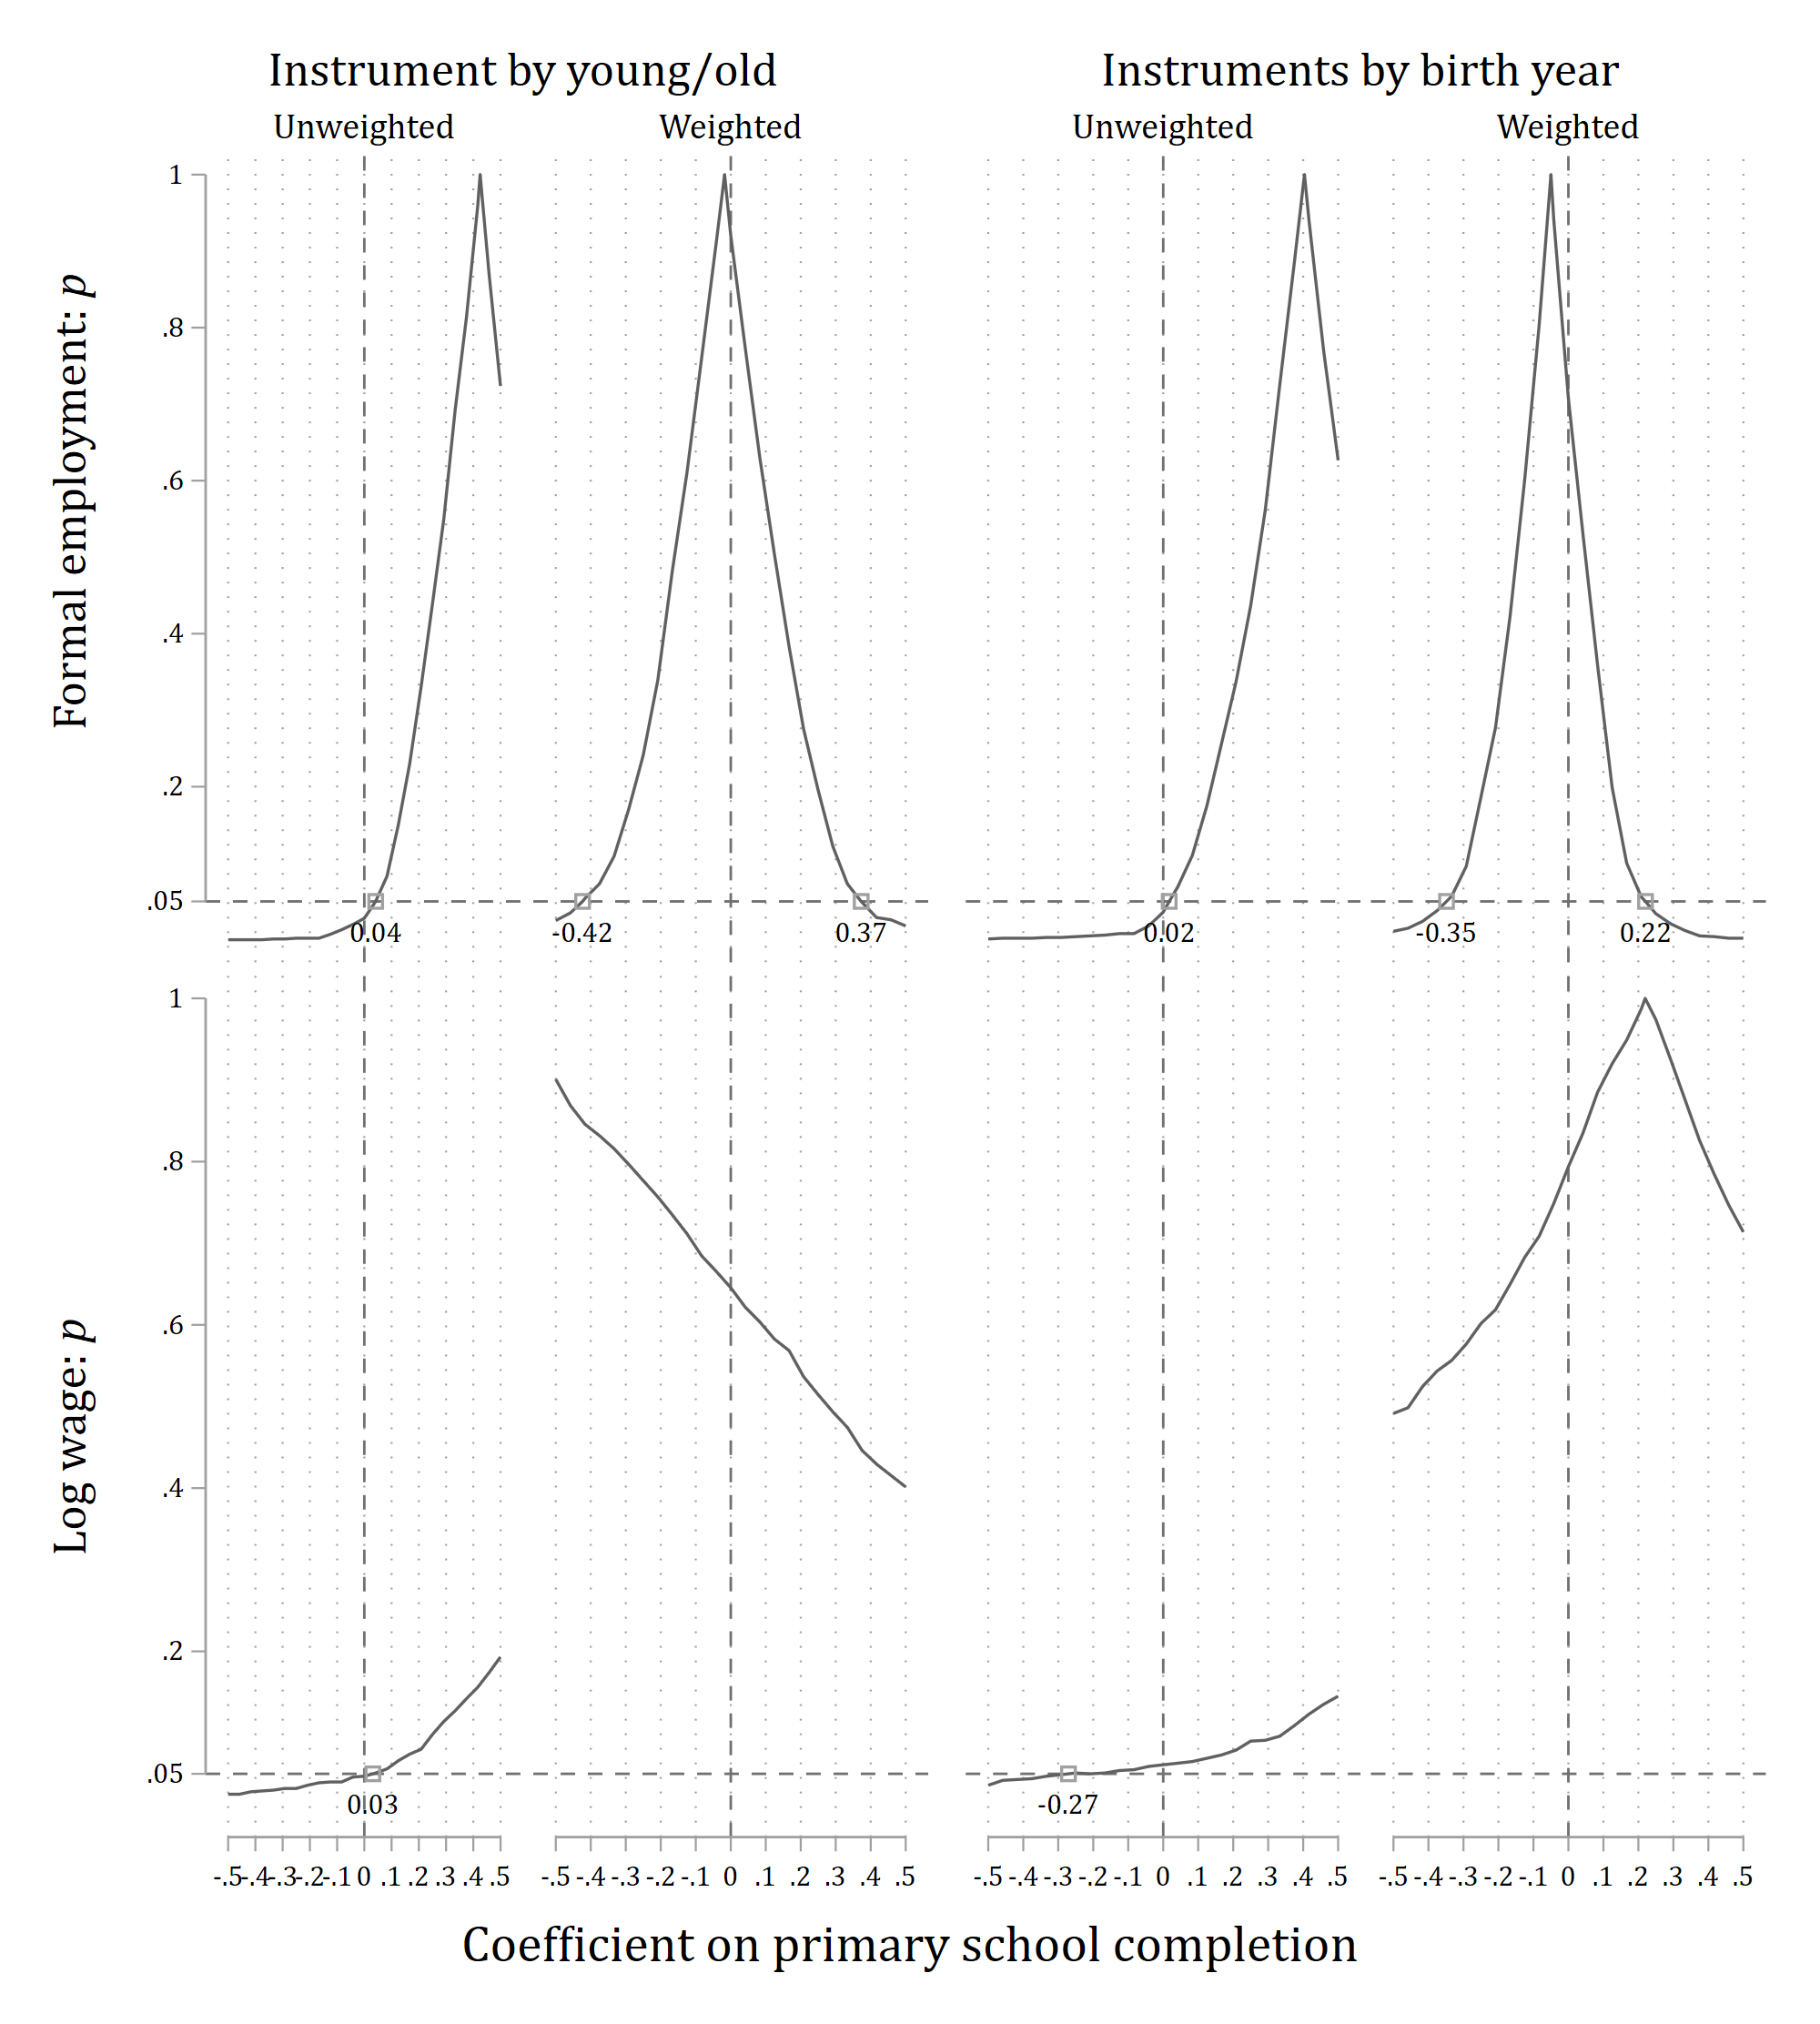 Instrument by young/old
Instruments by birth year
Unweighted
Weighted
Unweighted
Weighted
Formal employment: p
1
.8
.6
.4
.2
.05
0.04
-0.42
0.37
0.02
-0.35
0.22
Log wage: p
1
.8
.6
.4
.2
.05
0.03
-0.27
-.5 -.4 -.3 -.2 -.1 0 .1 .2 .3 .4 .5
-.5 -.4 -.3 -.2 -.1 0 .1 .2 .3 .4 .5
-.5 -.4 -.3 -.2 -.1 0 .1 .2 .3 .4 .5
-.5 -.4 -.3 -.2 -.1 0 .1 .2 .3 .4 .5
Coefficient on primary school completion